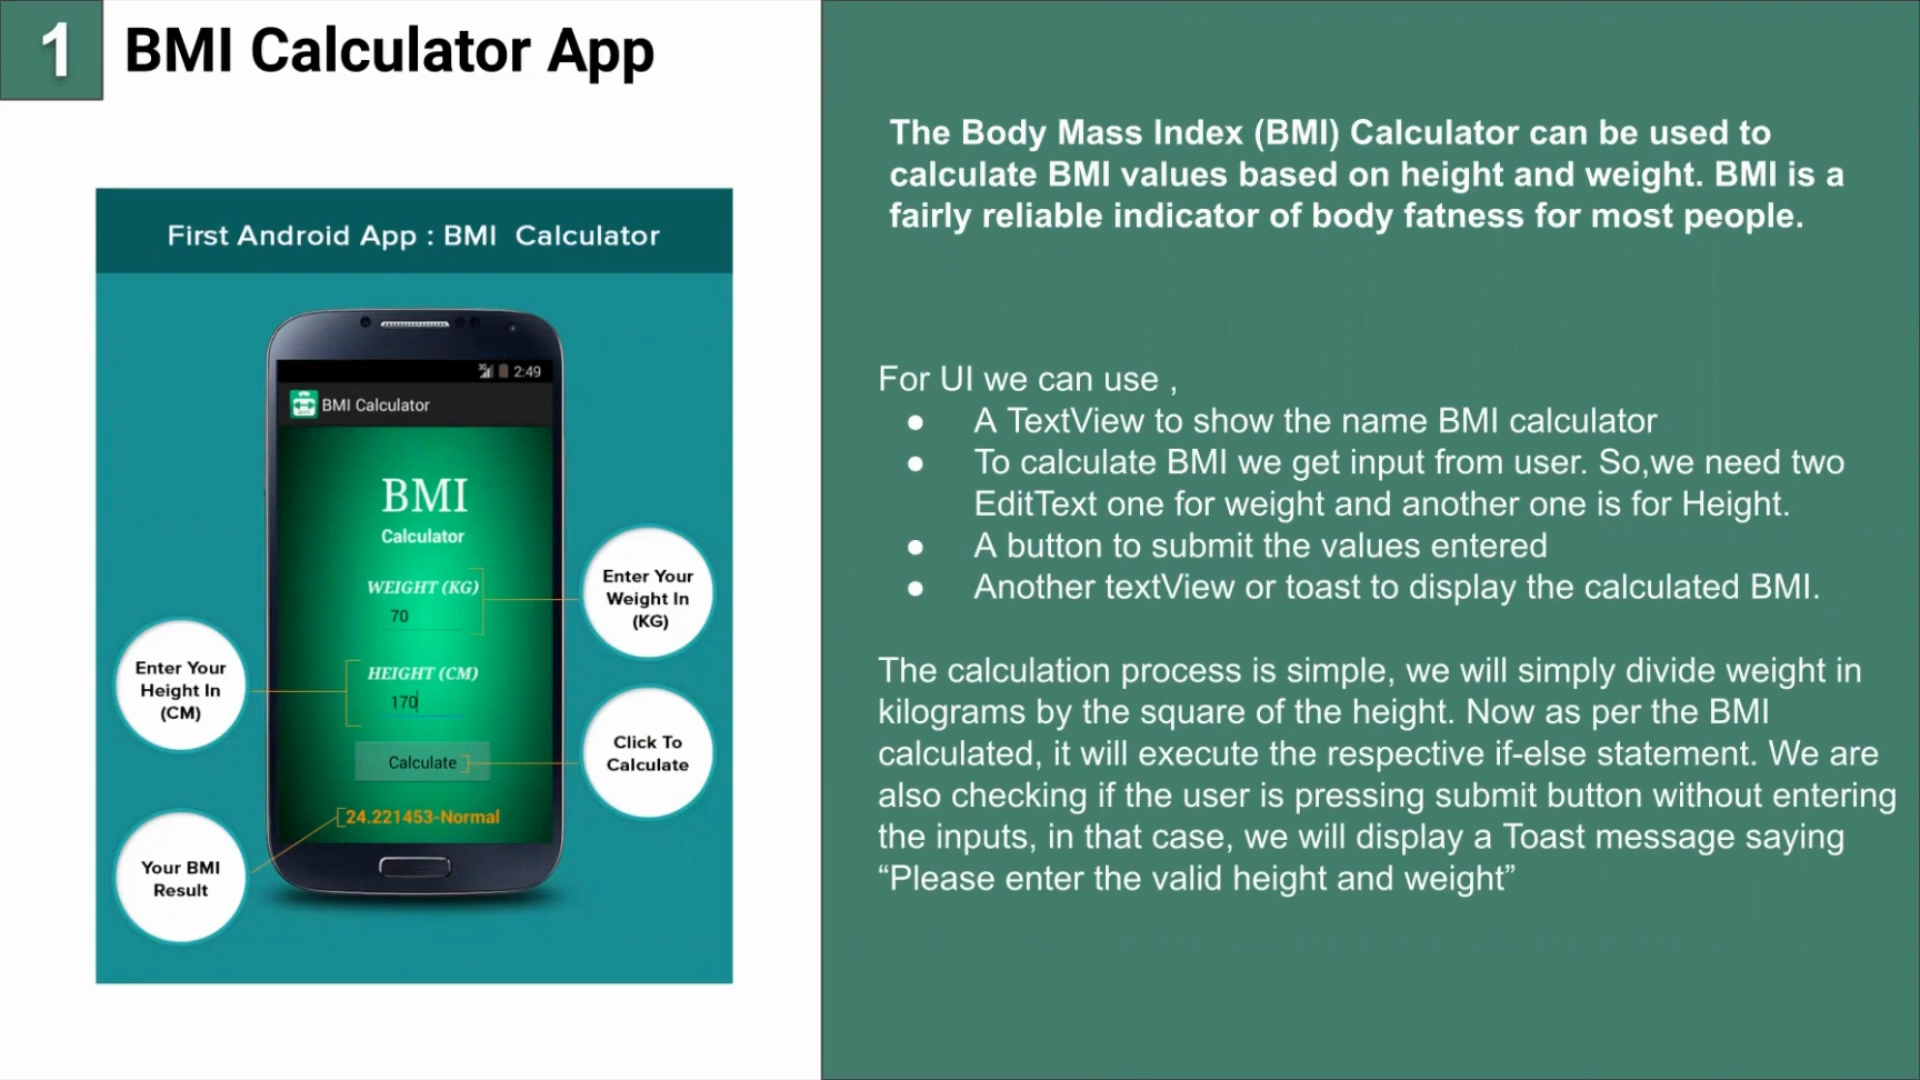 1
BMI Calculator App
First Android App : BMI Calculator
3G 2:49
BMI Calculator
BMI
Calculator
WEIGHT (KG)
70
HEIGHT (CM)
170
Calculate
24.221453-Normal
Enter Your
Weight In
(KG)
Enter Your
Height In
(CM)
Click To
Calculate
Your BMI
Result
The Body Mass Index (BMI) Calculator can be used to
calculate BMI values based on height and weight. BMI is a
fairly reliable indicator of body fatness for most people.
For UI we can use ,
● A TextView to show the name BMI calculator
● To calculate BMI we get input from user. So,we need two
EditText one for weight and another one is for Height.
● A button to submit the values entered
● Another textView or toast to display the calculated BMI.
The calculation process is simple, we will simply divide weight in
kilograms by the square of the height. Now as per the BMI
calculated, it will execute the respective if-else statement. We are
also checking if the user is pressing submit button without entering
the inputs, in that case, we will display a Toast message saying
“Please enter the valid height and weight”